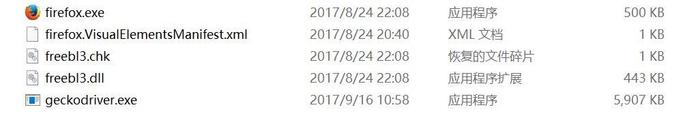 firefox.exe 2017/8/24 22:08 应用程序 500 KB
firefox.VisualElementsManifest.xml 2017/8/24 20:40 XML 文档 1 KB
freebl3.chk 2017/8/24 22:08 恢复的文件碎片 1 KB
freebl3.dll 2017/8/24 22:08 应用程序扩展 443 KB
geckodriver.exe 2017/9/16 10:58 应用程序 5,907 KB